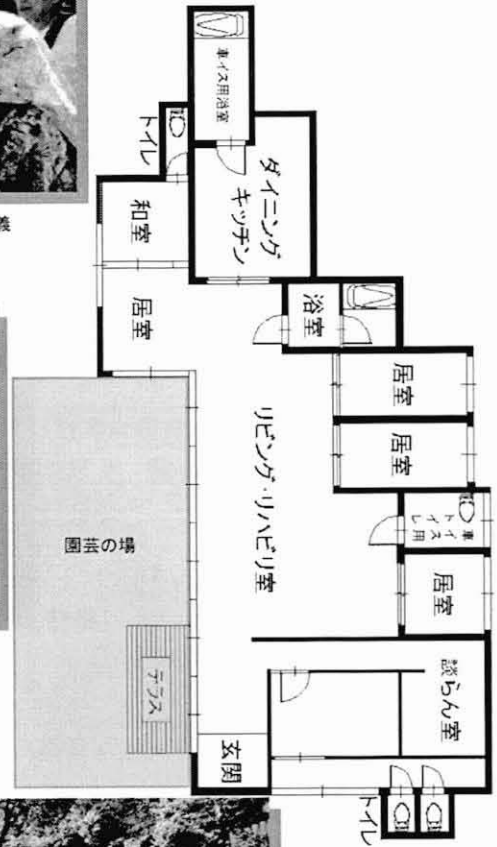 義
車イス用浴室
トイレ
ダイニング
キッチン
和室
居室
浴室
居室
居室
リビング・リハビリ室
車イス用
トイレ
居室
園芸の場
テラス
談らん室
玄関
トイレ